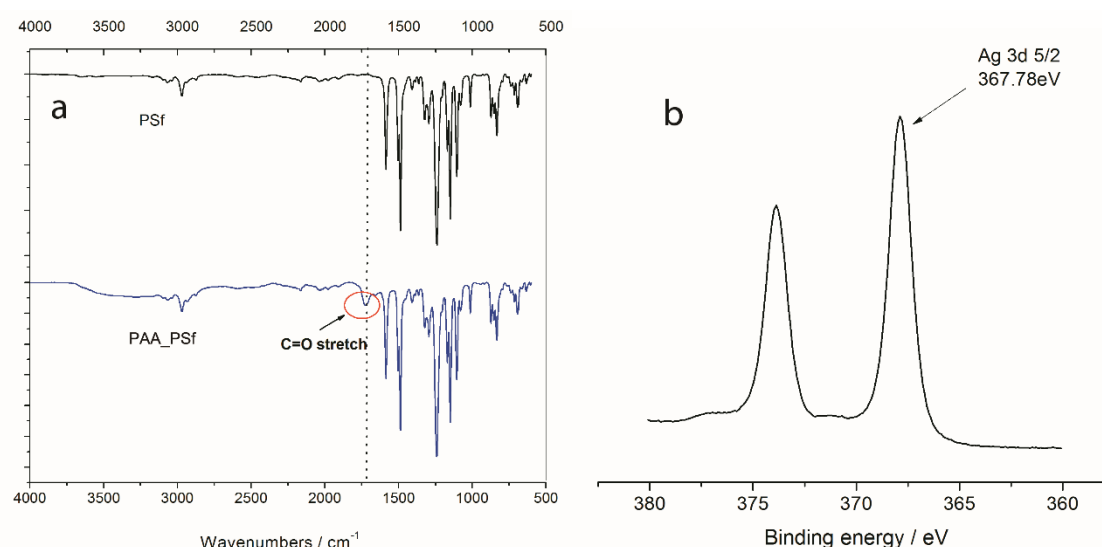 4000 3500 3000 2500 2000 1500 1000 500
a
PSf
PAA_PSf
C=O stretch
4000 3500 3000 2500 2000 1500 1000 500
Wavenumbers / cm⁻¹
Ag 3d 5/2
367.78eV
b
380 375 370 365 360
Binding energy / eV